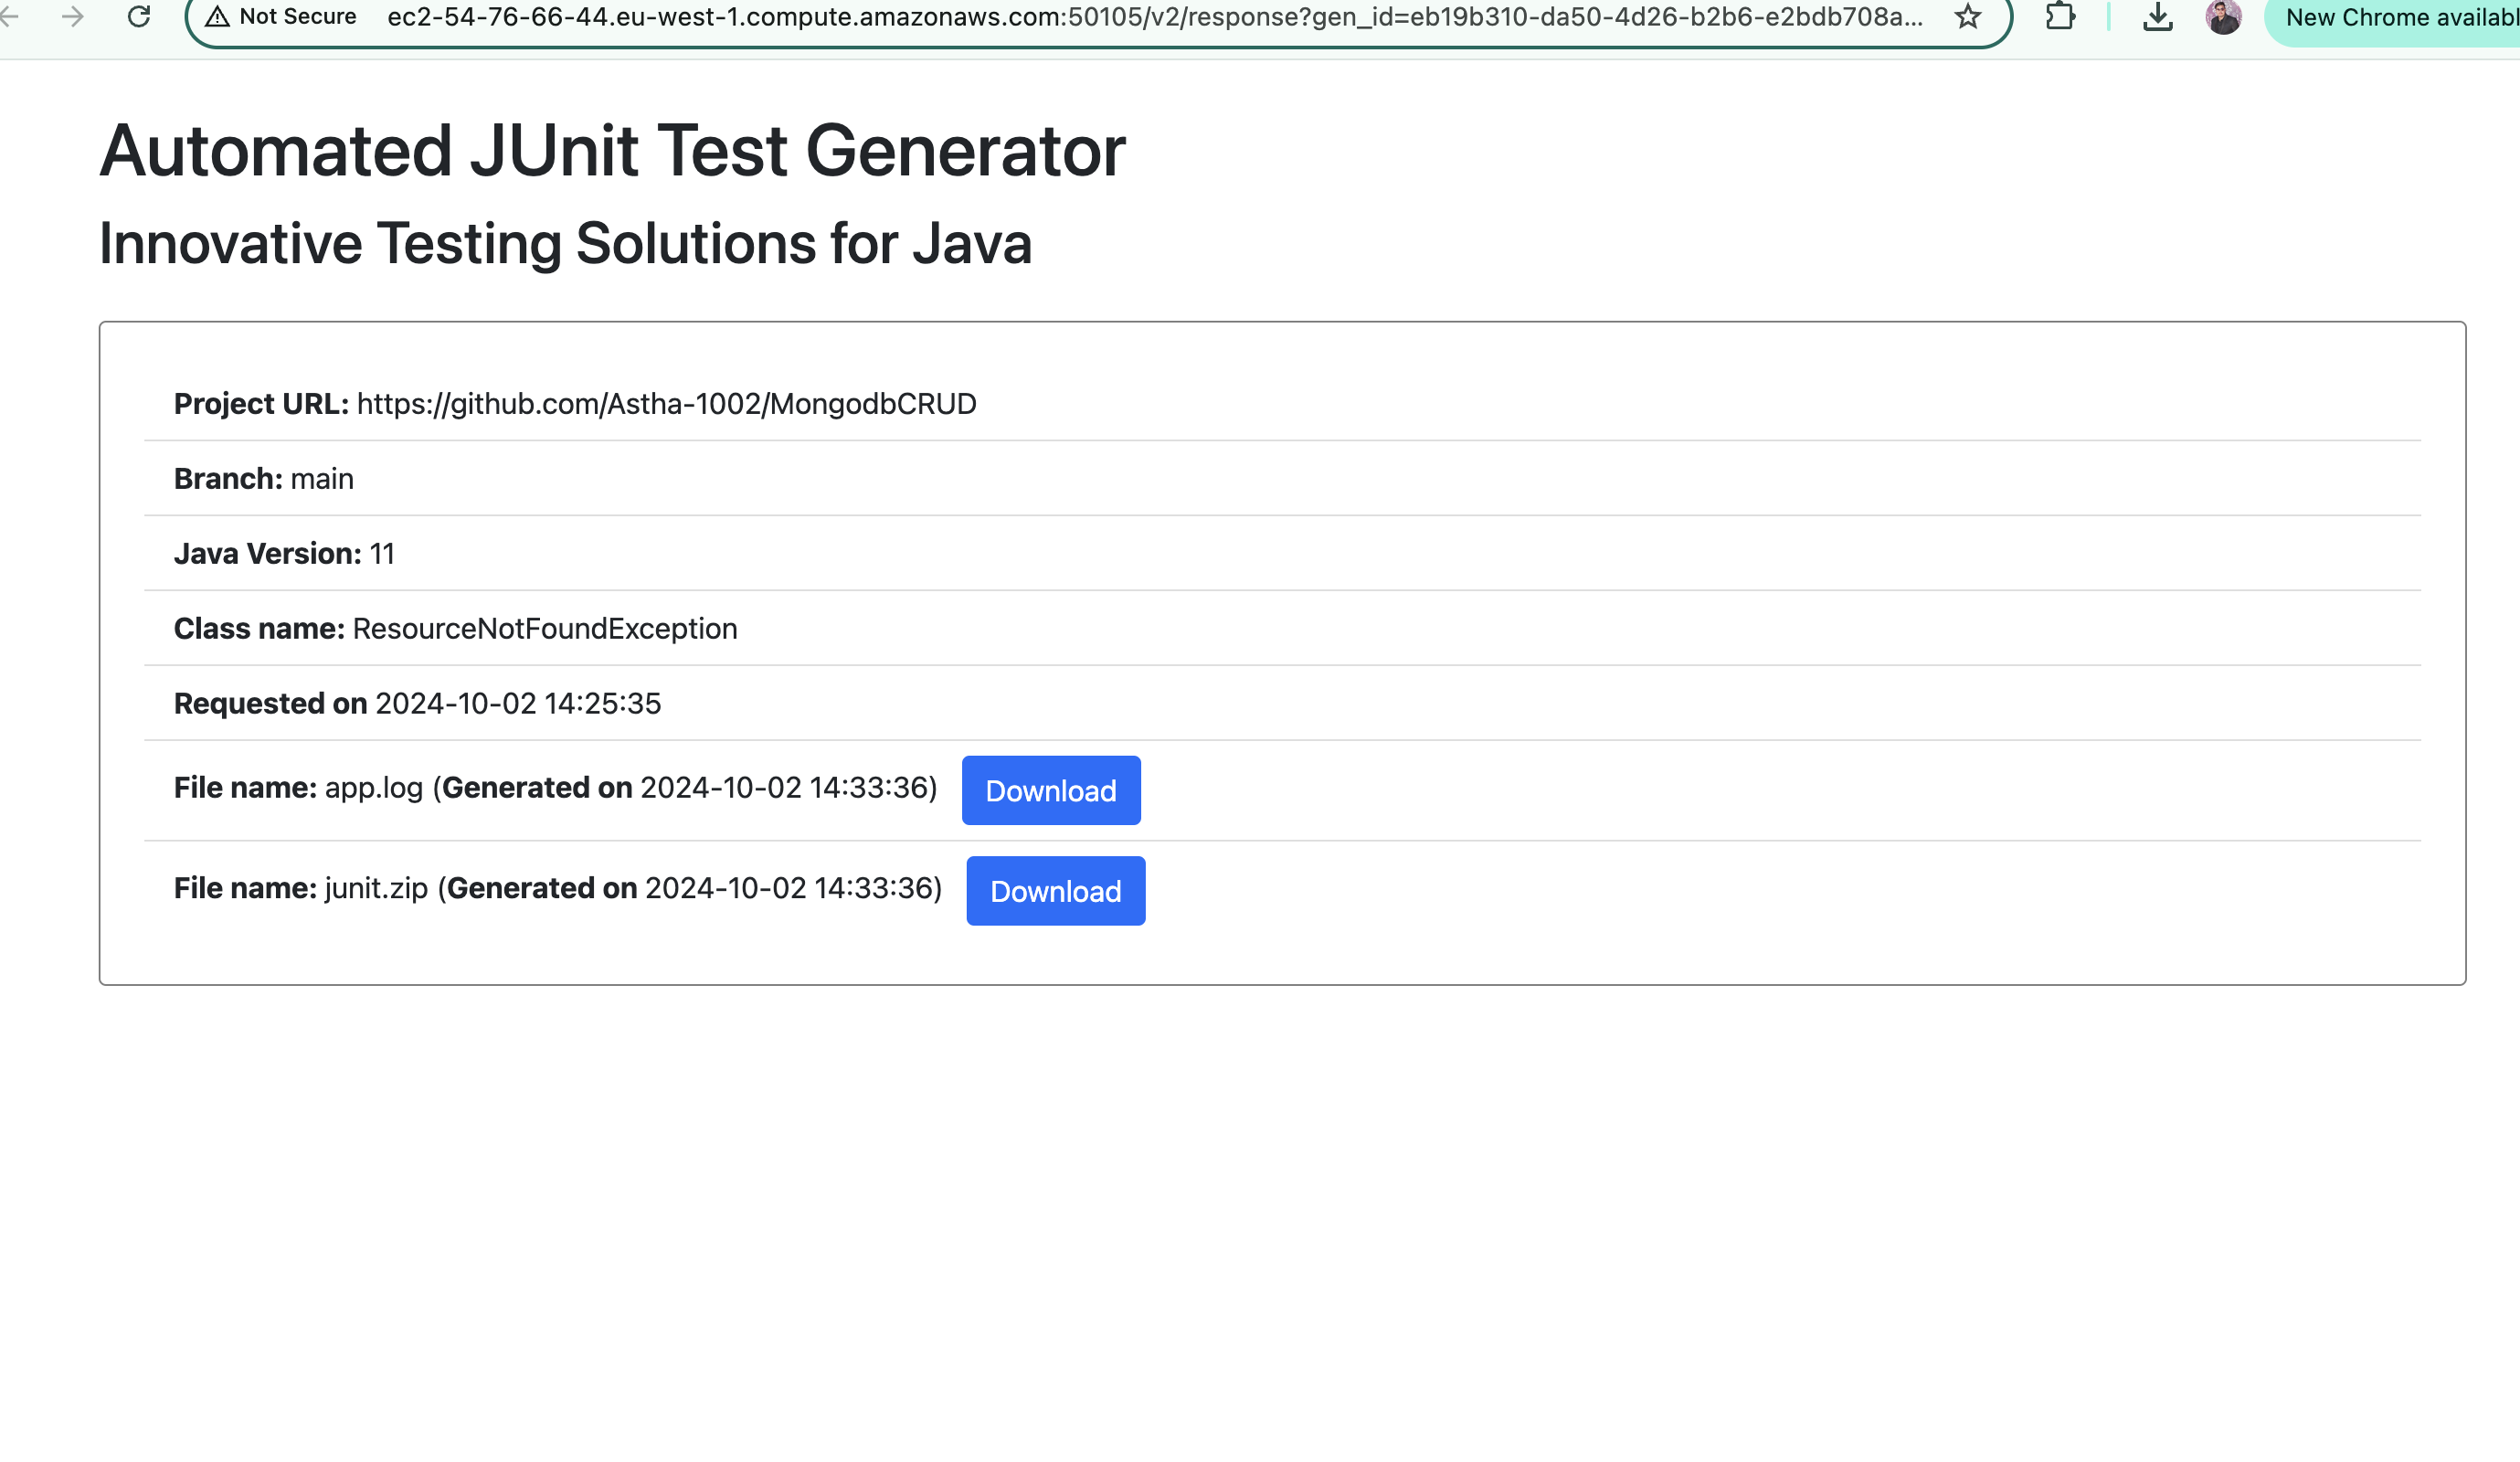 Not Secure ec2-54-76-66-44.eu-west-1.compute.amazonaws.com:50105/v2/response?gen_id=eb19b310-da50-4d26-b2b6-e2bdb708a... New Chrome availabl
Automated JUnit Test Generator
Innovative Testing Solutions for Java
Project URL: https://github.com/Astha-1002/MongodbCRUD
Branch: main
Java Version: 11
Class name: ResourceNotFoundException
Requested on 2024-10-02 14:25:35
File name: app.log (Generated on 2024-10-02 14:33:36) Download
File name: junit.zip (Generated on 2024-10-02 14:33:36) Download